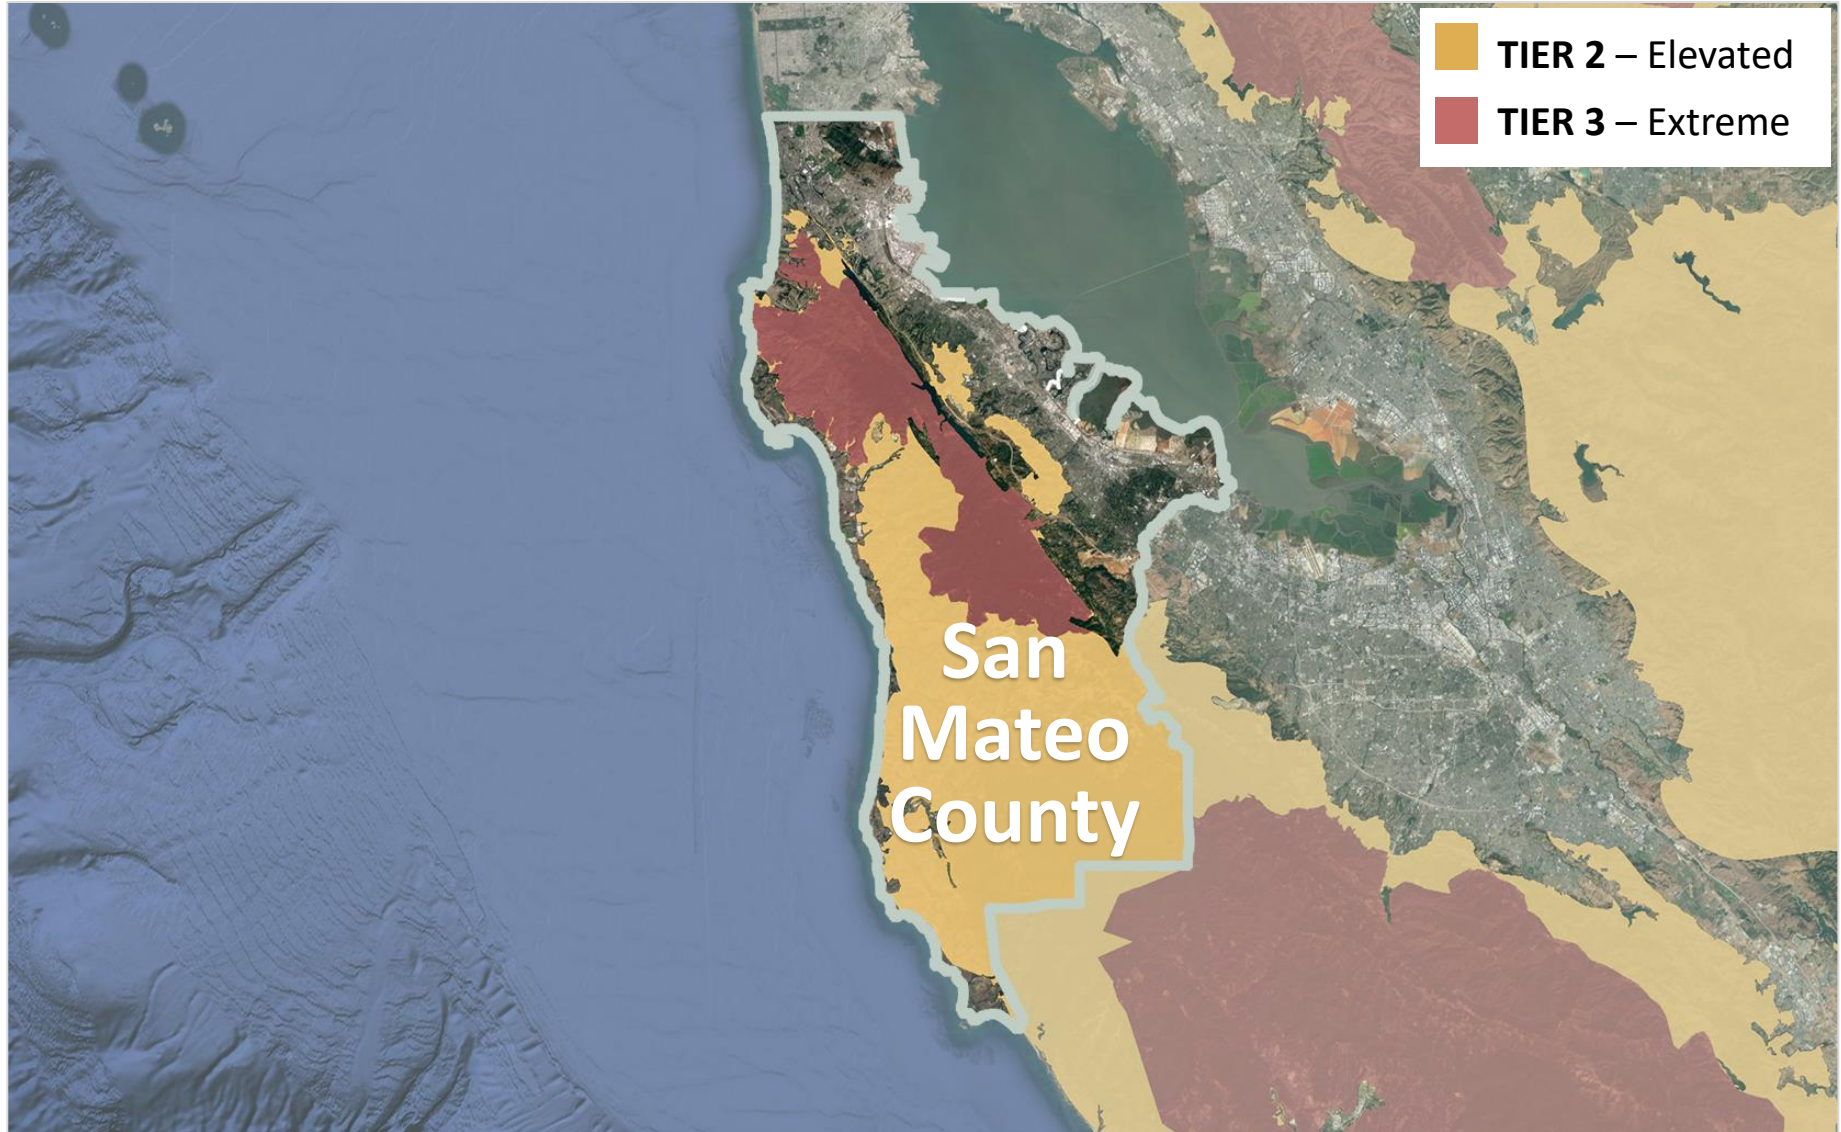 TIER 2 – Elevated
TIER 3 – Extreme
San
Mateo
County